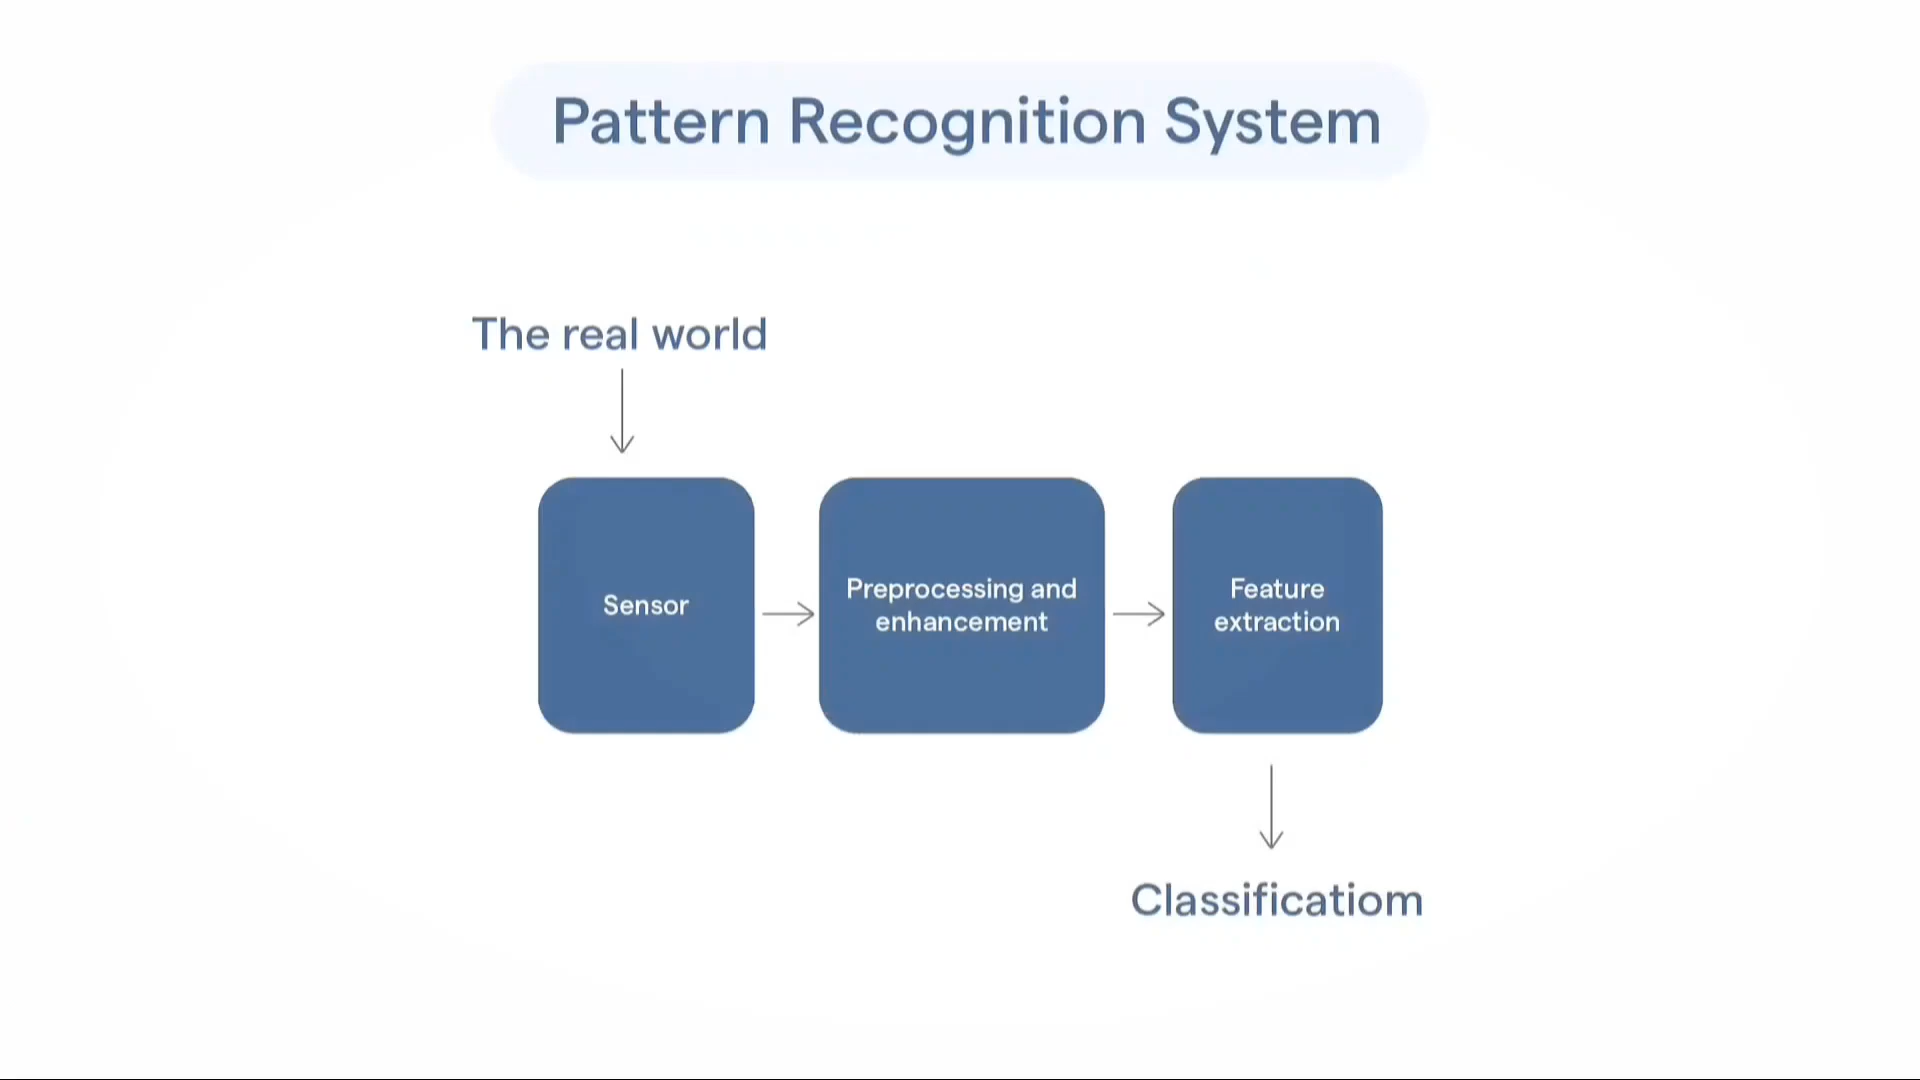 Pattern Recognition System
The real world
Sensor
Preprocessing and
enhancement
Feature
extraction
Classificatiom